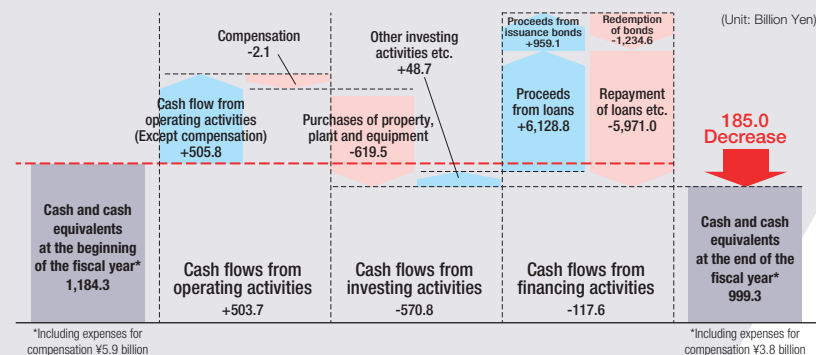 (Unit: Billion Yen)
Compensation
-2.1
Other investing
activities etc.
+48.7
Proceeds from
issuance bonds
+959.1
Redemption
of bonds
-1,234.6
Cash flow from
operating activities
(Except compensation)
+505.8
Purchases of property,
plant and equipment
-619.5
Proceeds
from loans
+6,128.8
Repayment
of loans etc.
-5,971.0
185.0
Decrease
Cash and cash
equivalents
at the beginning
of the fiscal year*
1,184.3
Cash flows from
operating activities
+503.7
Cash flows from
investing activities
-570.8
Cash flows from
financing activities
-117.6
Cash and cash
equivalents
at the end of the
fiscal year*
999.3
*Including expenses for
compensation ¥5.9 billion
*Including expenses for
compensation ¥3.8 billion